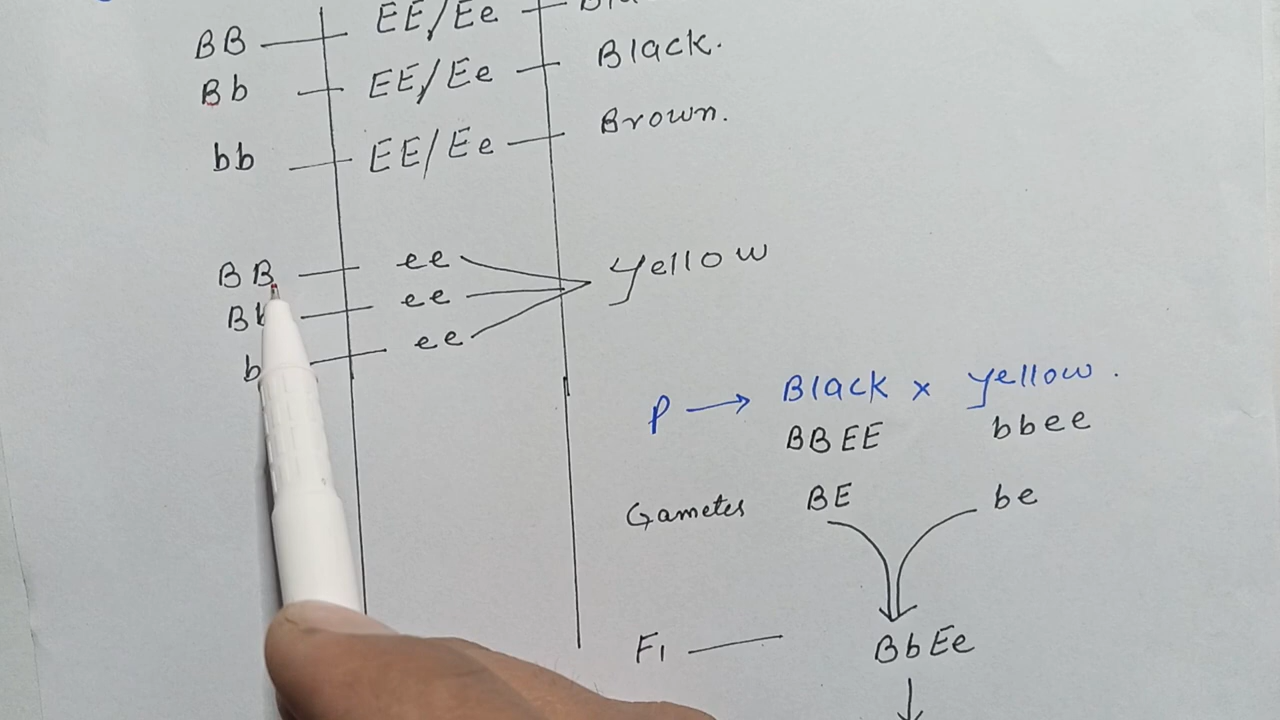 BB EE/Ee
Bb EE/Ee Black.
bb EE/Ee Brown.
BB ee
ee yellow
ee
P → Black x yellow.
BBEE bbee
Gametes BE be
F1 BbEe